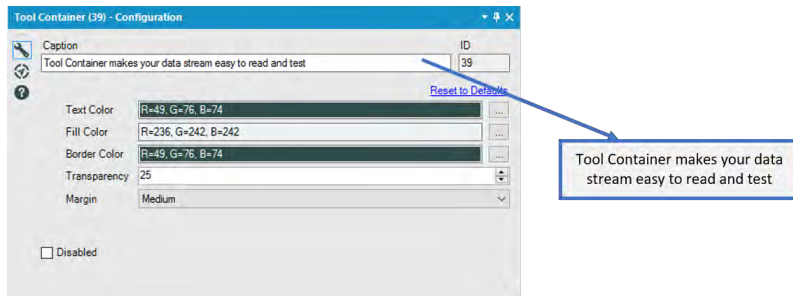 Tool Container (39) - Configuration
Caption
ID
Tool Container makes your data stream easy to read and test
39
Reset to Defaults
Text Color
R=49, G=76, B=74
...
Fill Color
R=236, G=242, B=242
...
Border Color
R=49, G=76, B=74
...
Transparency
25
Margin
Medium
Disabled
Tool Container makes your data
stream easy to read and test